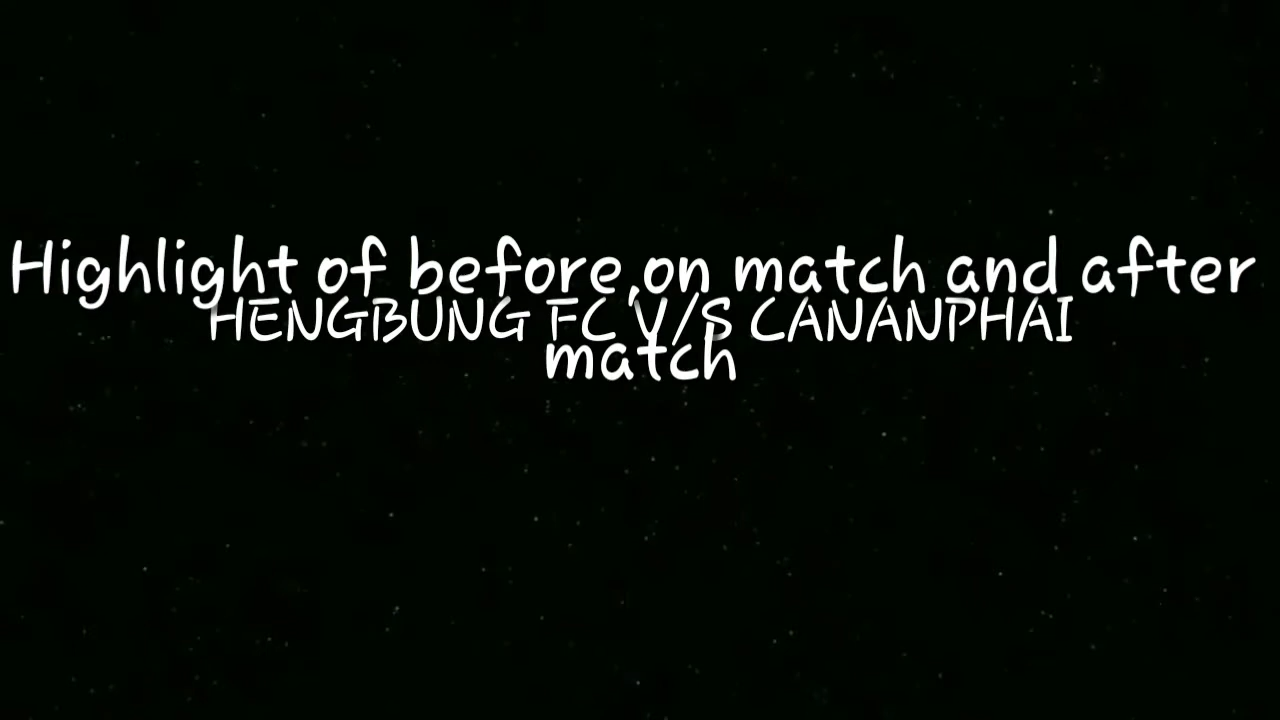 Highlight of before,on match and after
HENGBUNG FC V/S CANANPHAI
match